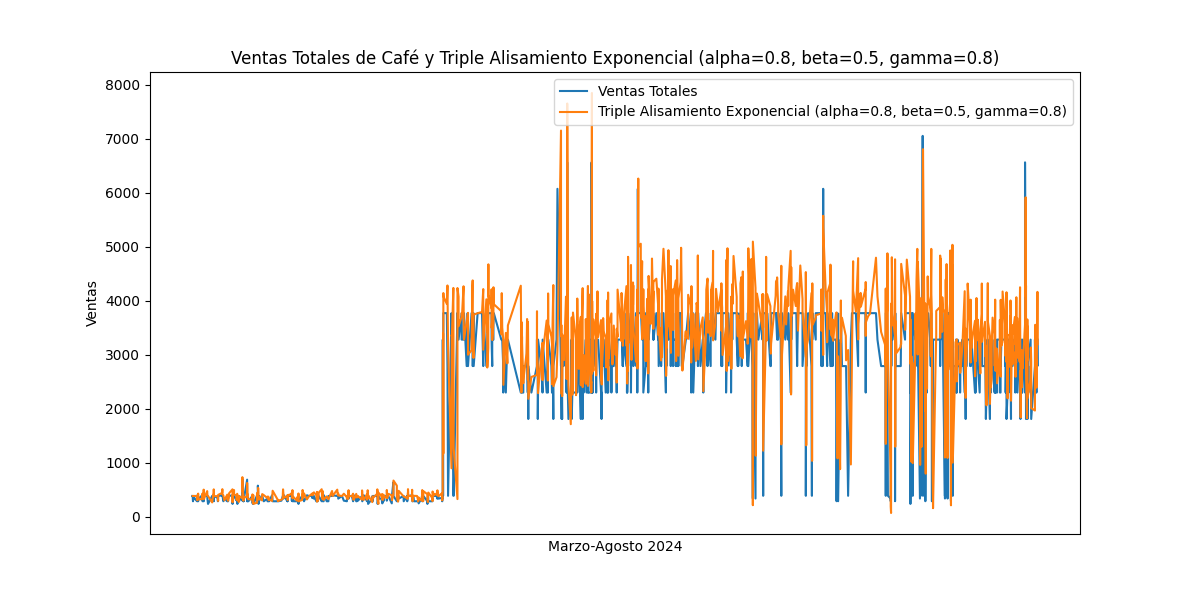 Ventas Totales de Café y Triple Alisamiento Exponencial (alpha=0.8, beta=0.5, gamma=0.8)
Ventas Totales
Triple Alisamiento Exponencial (alpha=0.8, beta=0.5, gamma=0.8)
8000
7000
6000
5000
4000
3000
2000
1000
0
Ventas
Marzo-Agosto 2024